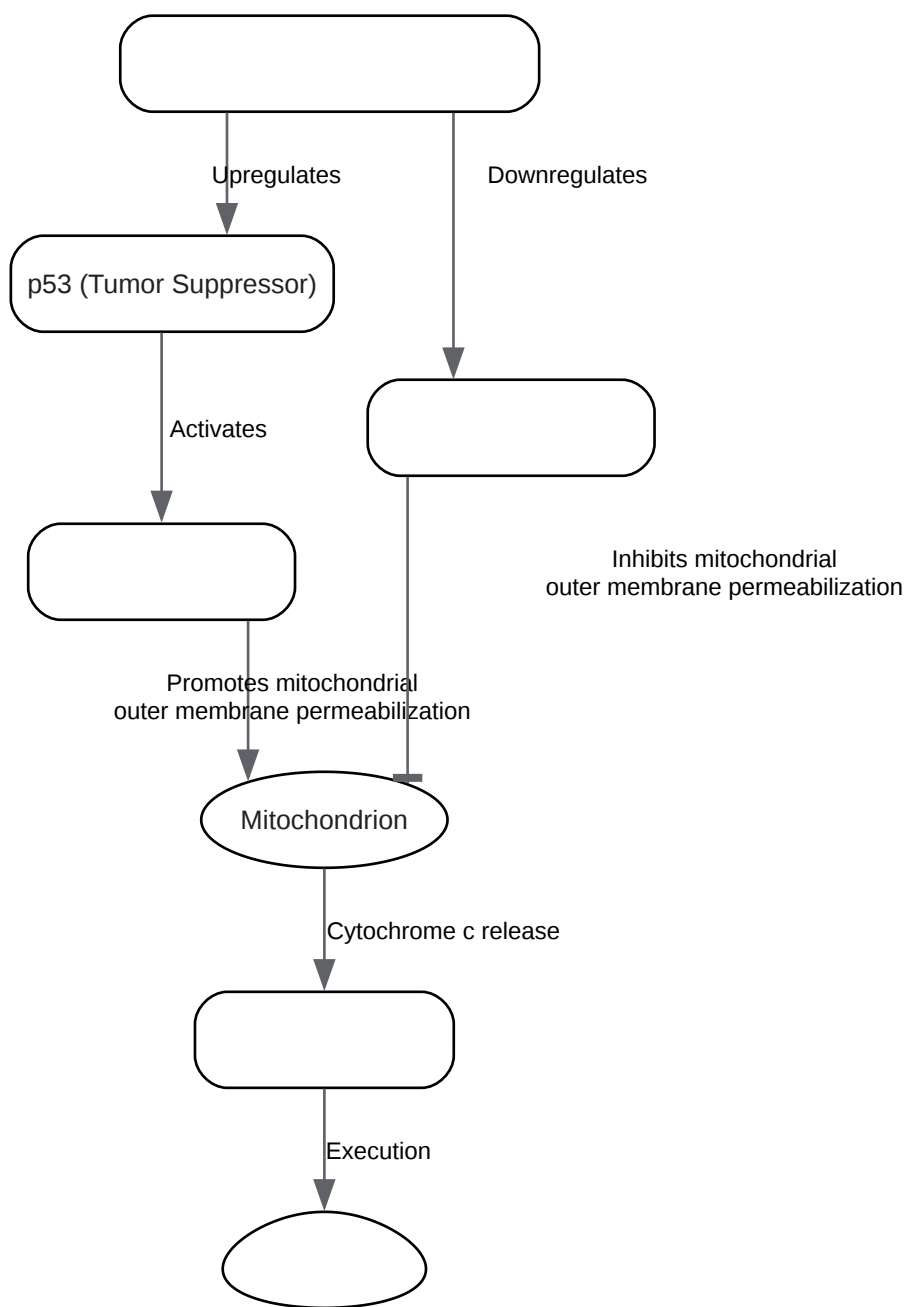 Upregulates
Downregulates
p53 (Tumor Suppressor)
Activates
Inhibits mitochondrial
outer membrane permeabilization
Promotes mitochondrial
outer membrane permeabilization
Mitochondrion
Cytochrome c release
Execution